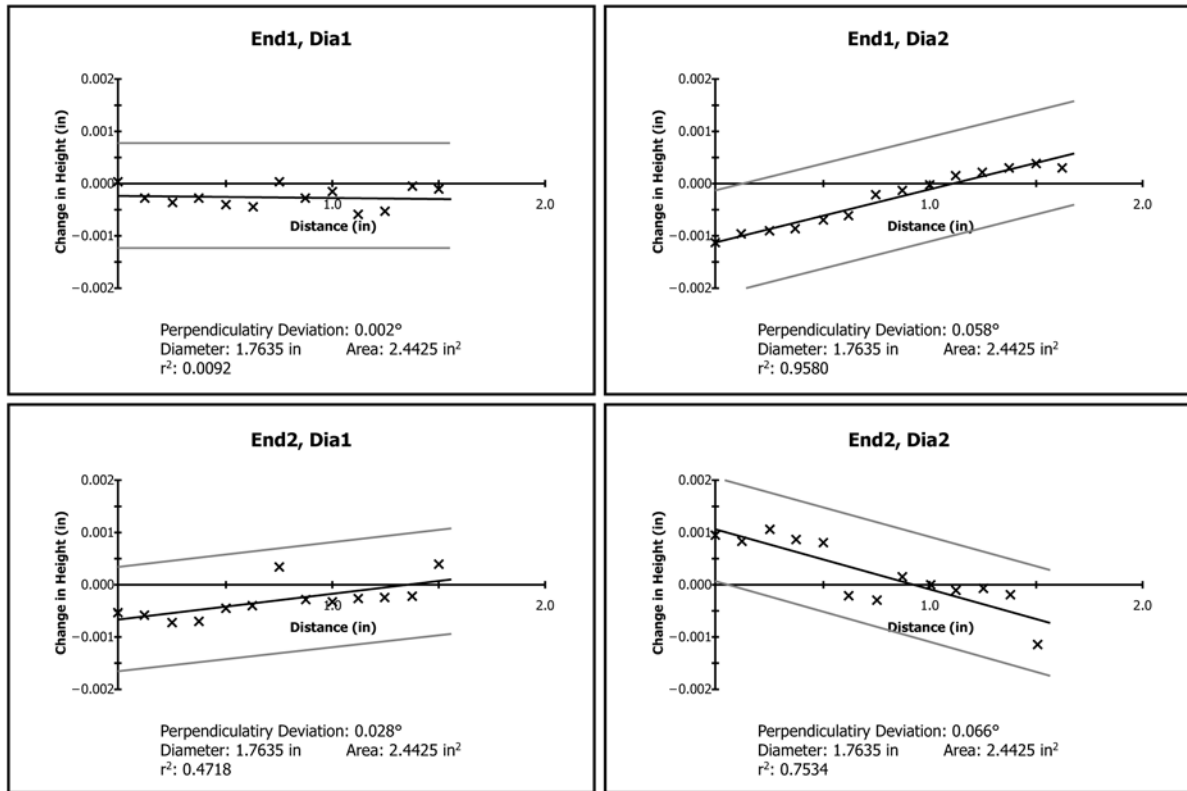 End1, Dia1
0.002
0.001
0.000
−0.001
−0.002
Change in Height (in)
1.0
2.0
Distance (in)
Perpendiculatiry Deviation: 0.002°
Diameter: 1.7635 in Area: 2.4425 in²
r²: 0.0092
End1, Dia2
0.002
0.001
0.000
−0.001
−0.002
Change in Height (in)
1.0
2.0
Distance (in)
Perpendiculatiry Deviation: 0.058°
Diameter: 1.7635 in Area: 2.4425 in²
r²: 0.9580
End2, Dia1
0.002
0.001
0.000
−0.001
−0.002
Change in Height (in)
1.0
2.0
Distance (in)
Perpendiculatiry Deviation: 0.028°
Diameter: 1.7635 in Area: 2.4425 in²
r²: 0.4718
End2, Dia2
0.002
0.001
0.000
−0.001
−0.002
Change in Height (in)
1.0
2.0
Distance (in)
Perpendiculatiry Deviation: 0.066°
Diameter: 1.7635 in Area: 2.4425 in²
r²: 0.7534